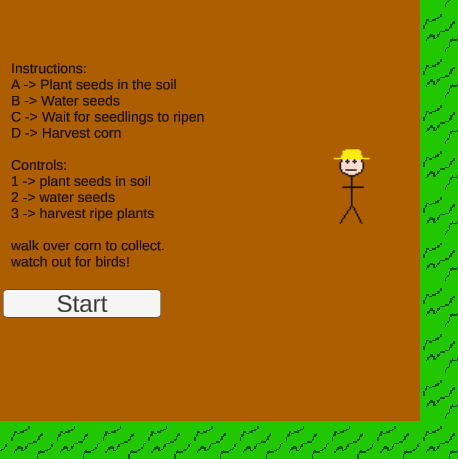 Instructions:
A -> Plant seeds in the soil
B -> Water seeds
C -> Wait for seedlings to ripen
D -> Harvest corn
Controls:
1 -> plant seeds in soil
2 -> water seeds
3 -> harvest ripe plants
walk over corn to collect.
watch out for birds!
Start